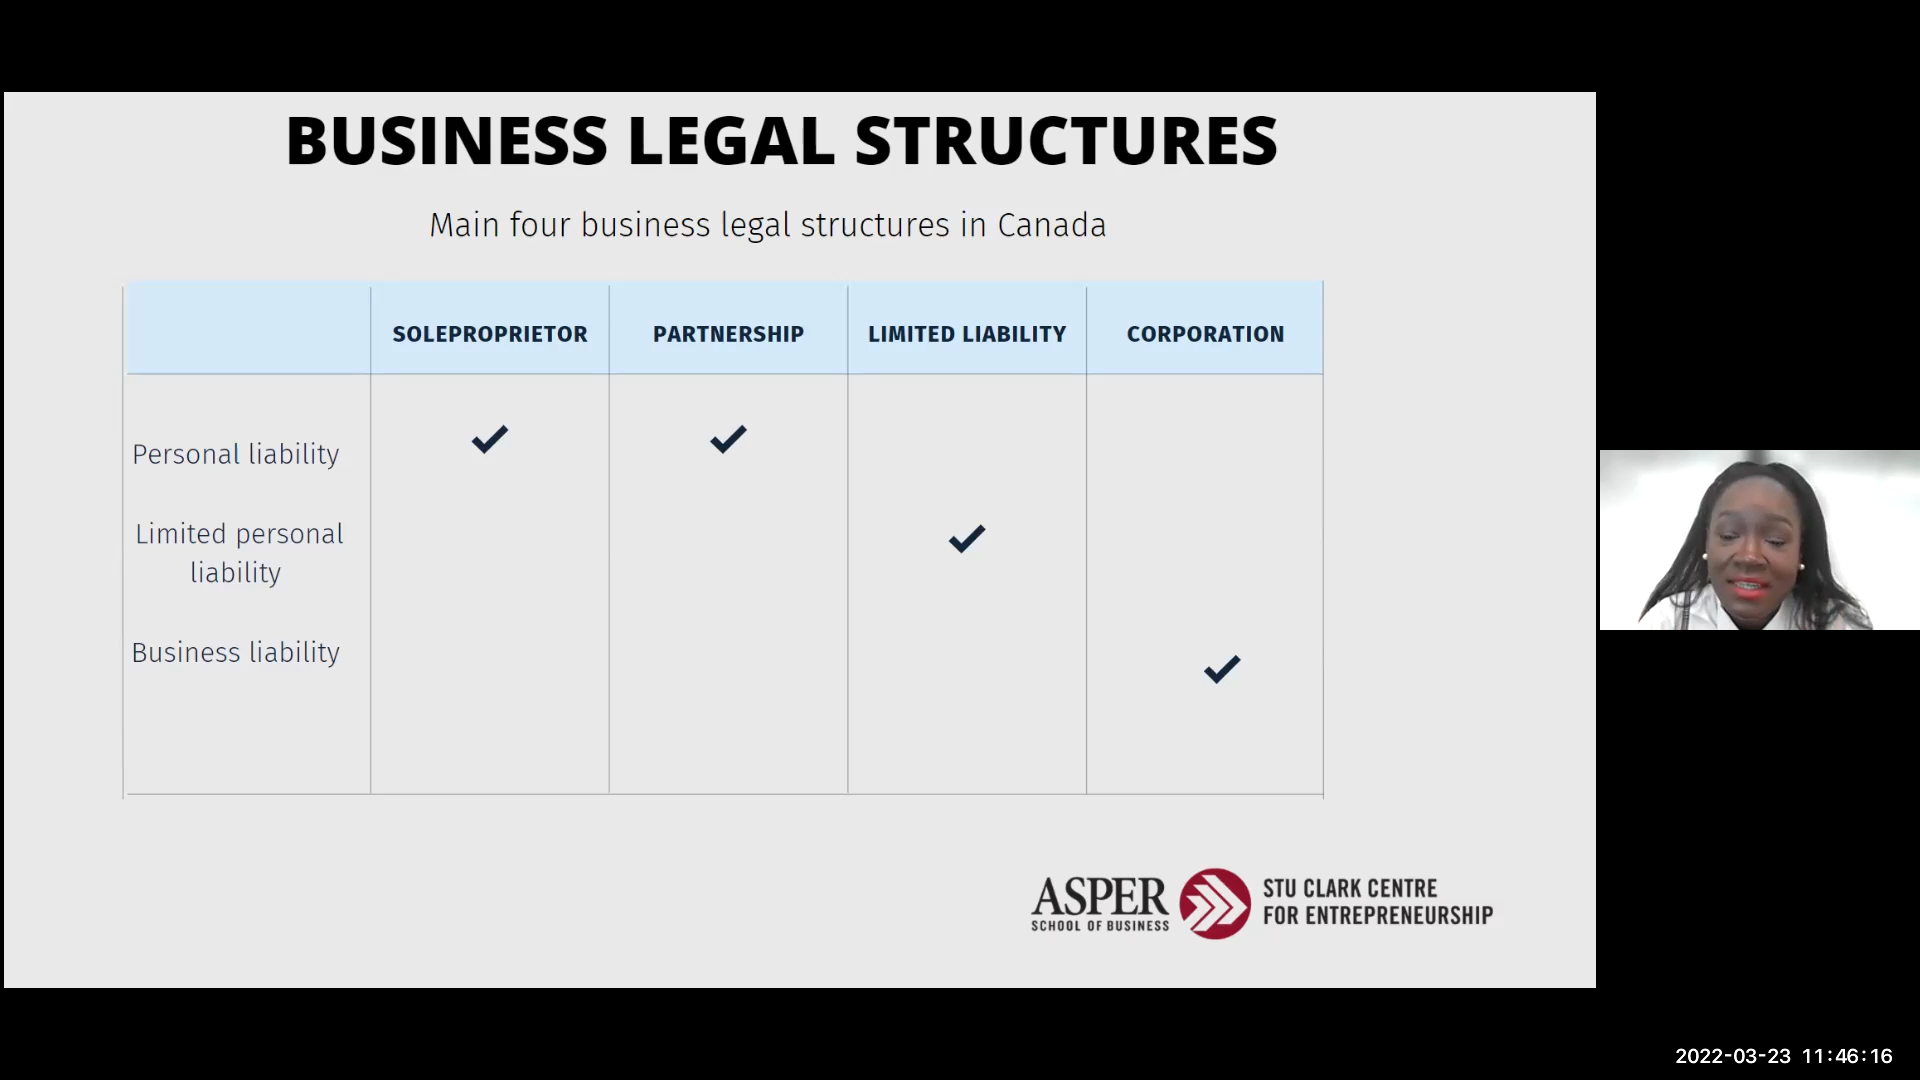 BUSINESS LEGAL STRUCTURES
Main four business legal structures in Canada
SOLEPROPRIETOR PARTNERSHIP LIMITED LIABILITY CORPORATION
Personal liability
Limited personal
liability
Business liability
ASPER
SCHOOL OF BUSINESS
STU CLARK CENTRE
FOR ENTREPRENEURSHIP
2022-03-23 11:46:16